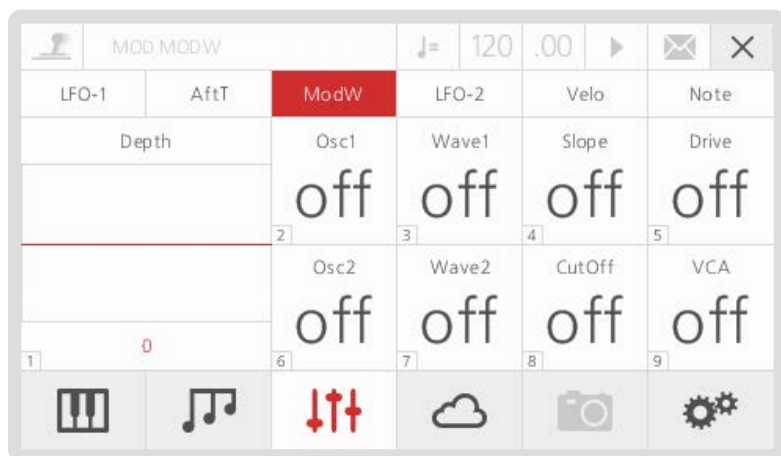 MOD MODW ♩= 120 .00
LFO-1 AftT ModW LFO-2 Velo Note
Depth Osc1 Wave1 Slope Drive
off off off off
2 3 4 5
Osc2 Wave2 CutOff VCA
off off off off
0
1 6 7 8 9